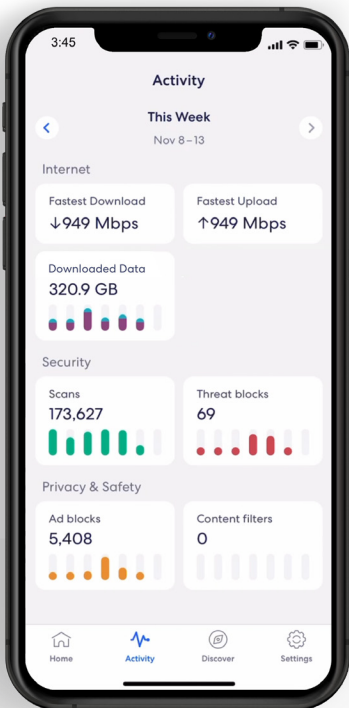 3:45
Activity
This Week
Nov 8–13
Internet
Fastest Download
↓949 Mbps
Fastest Upload
↑949 Mbps
Downloaded Data
320.9 GB
Security
Scans
173,627
Threat blocks
69
Privacy & Safety
Ad blocks
5,408
Content filters
0
Home
Activity
Discover
Settings